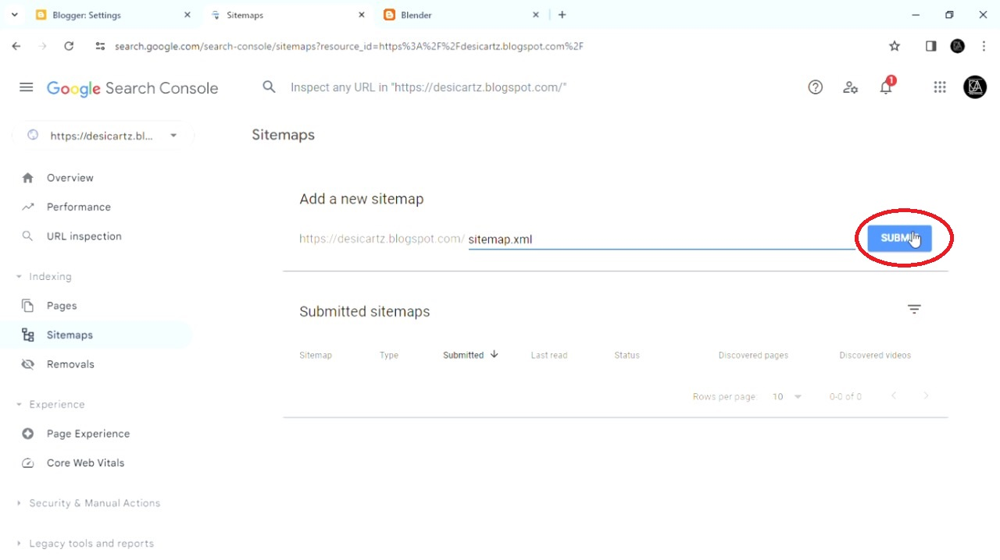 Blogger: Settings
Sitemaps
Blender
search.google.com/search-console/sitemaps?resource_id=https%3A%2F%2Fdesicartz.blogspot.com%2F
Google Search Console
Inspect any URL in "https://desicartz.blogspot.com/"
1
https://desicartz.bl...
Sitemaps
Overview
Performance
URL inspection
Indexing
Pages
Sitemaps
Removals
Experience
Page Experience
Core Web Vitals
Security & Manual Actions
Legacy tools and reports
Add a new sitemap
https://desicartz.blogspot.com/ sitemap.xml
Submitted sitemaps
Sitemap Type Submitted Last read Status Discovered pages Discovered videos
Rows per page: 10 0-0 of 0